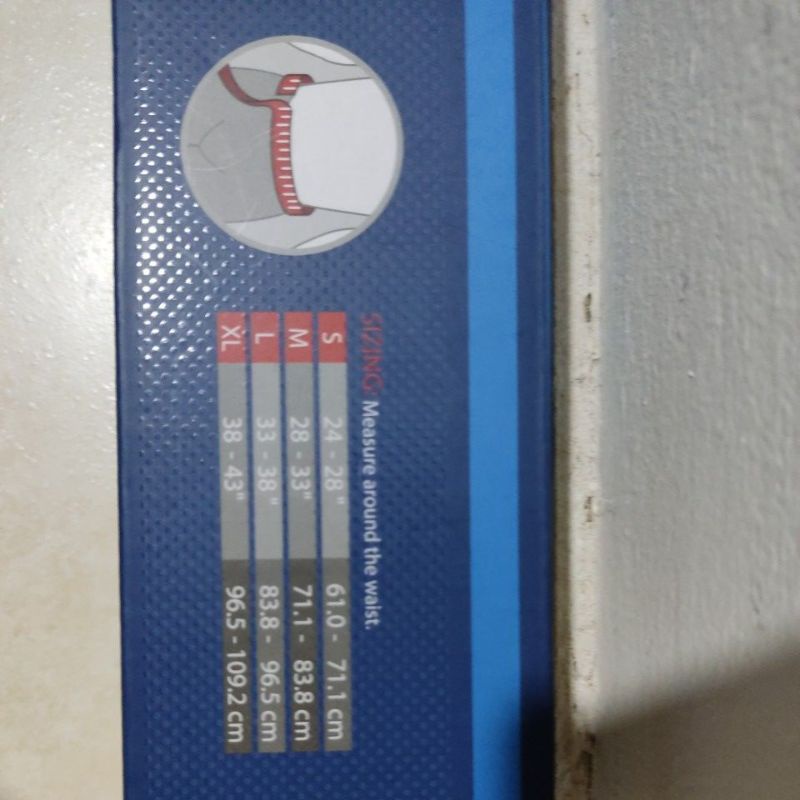 SIZING: Measure around the waist.
S 24 - 28" 61.0 - 71.1 cm
M 28 - 33" 71.1 - 83.8 cm
L 33 - 38" 83.8 - 96.5 cm
XL 38 - 43" 96.5 - 109.2 cm